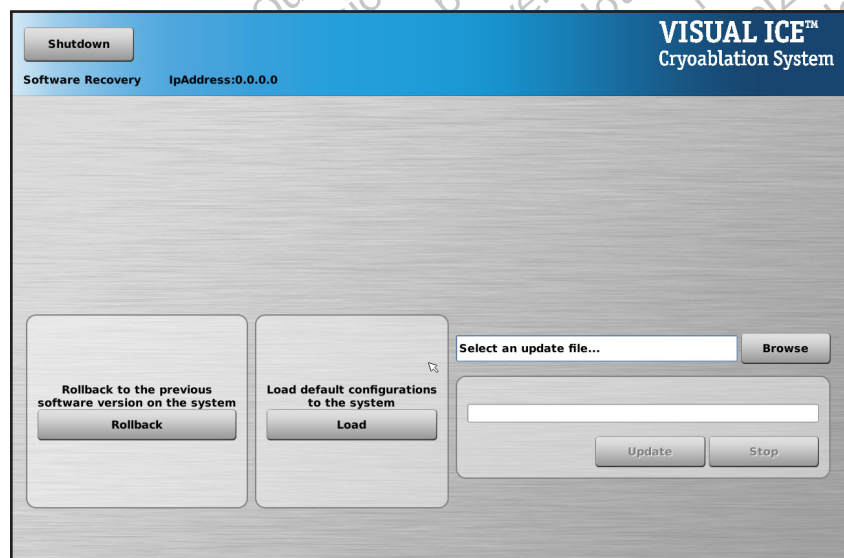 Shutdown
VISUAL ICE™
Cryoablation System
Software Recovery IpAddress:0.0.0.0
Select an update file...
Browse
Rollback to the previous
software version on the system
Rollback
Load default configurations
to the system
Load
Update
Stop